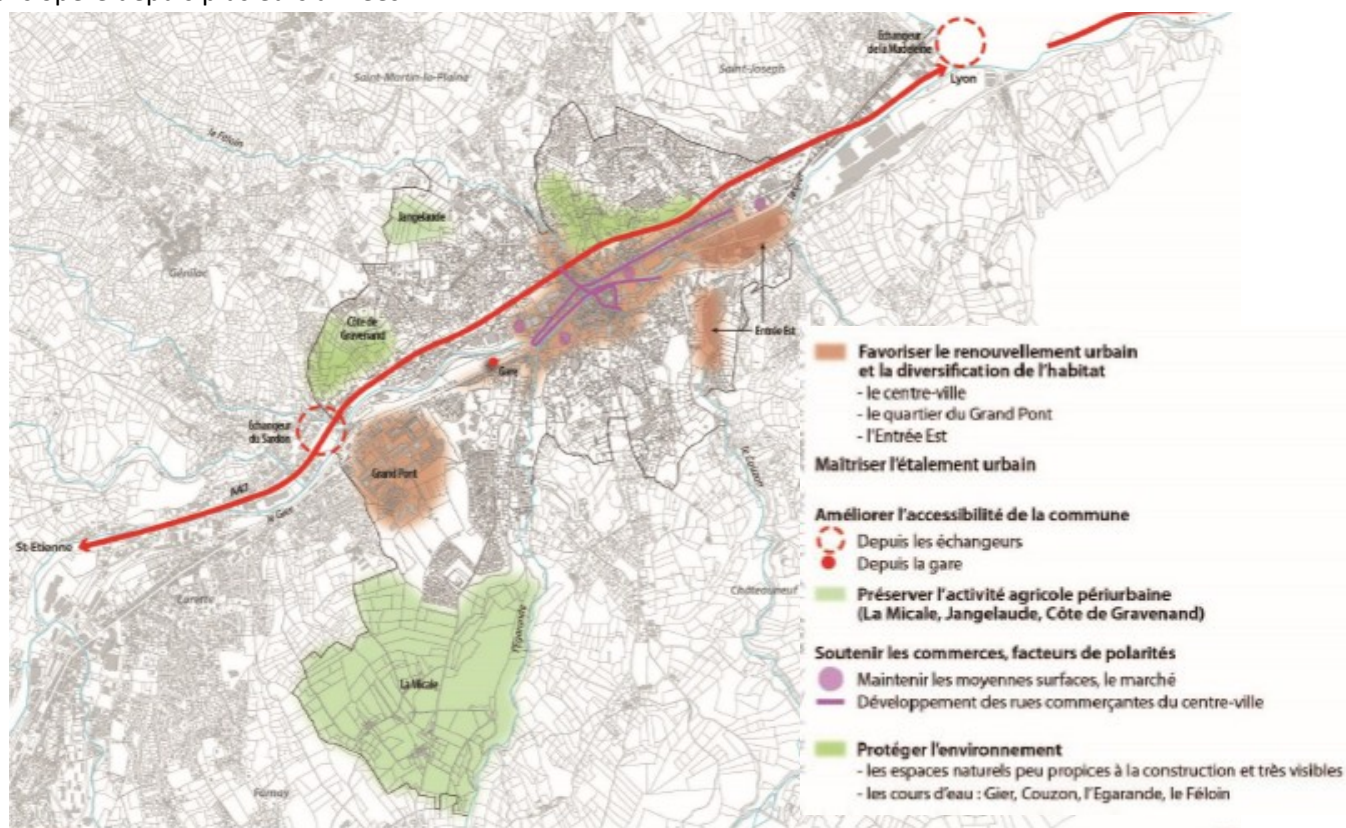 Echangeur
de la Madeleine
Lyon
Saint-Martin-la-Plaine
Saint-Joseph
le Féloin
Jangelaude
Génilac
Côte de
Gravenand
Entrée Est
Gare
Echangeur
du Sardon
Grand Pont
A47
le Gier
le Couzon
St-Etienne
Lorette
Châteauneuf
l'Egarande
La Micale
Farnay
Favoriser le renouvellement urbain
et la diversification de l'habitat
- le centre-ville
- le quartier du Grand Pont
- l'Entrée Est
Maîtriser l'étalement urbain
Améliorer l'accessibilité de la commune
Depuis les échangeurs
Depuis la gare
Préserver l'activité agricole périurbaine
(La Micale, Jangelaude, Côte de Gravenand)
Soutenir les commerces, facteurs de polarités
Maintenir les moyennes surfaces, le marché
Développement des rues commerçantes du centre-ville
Protéger l'environnement
- les espaces naturels peu propices à la construction et très visibles
- les cours d'eau : Gier, Couzon, l'Egarande, le Féloin